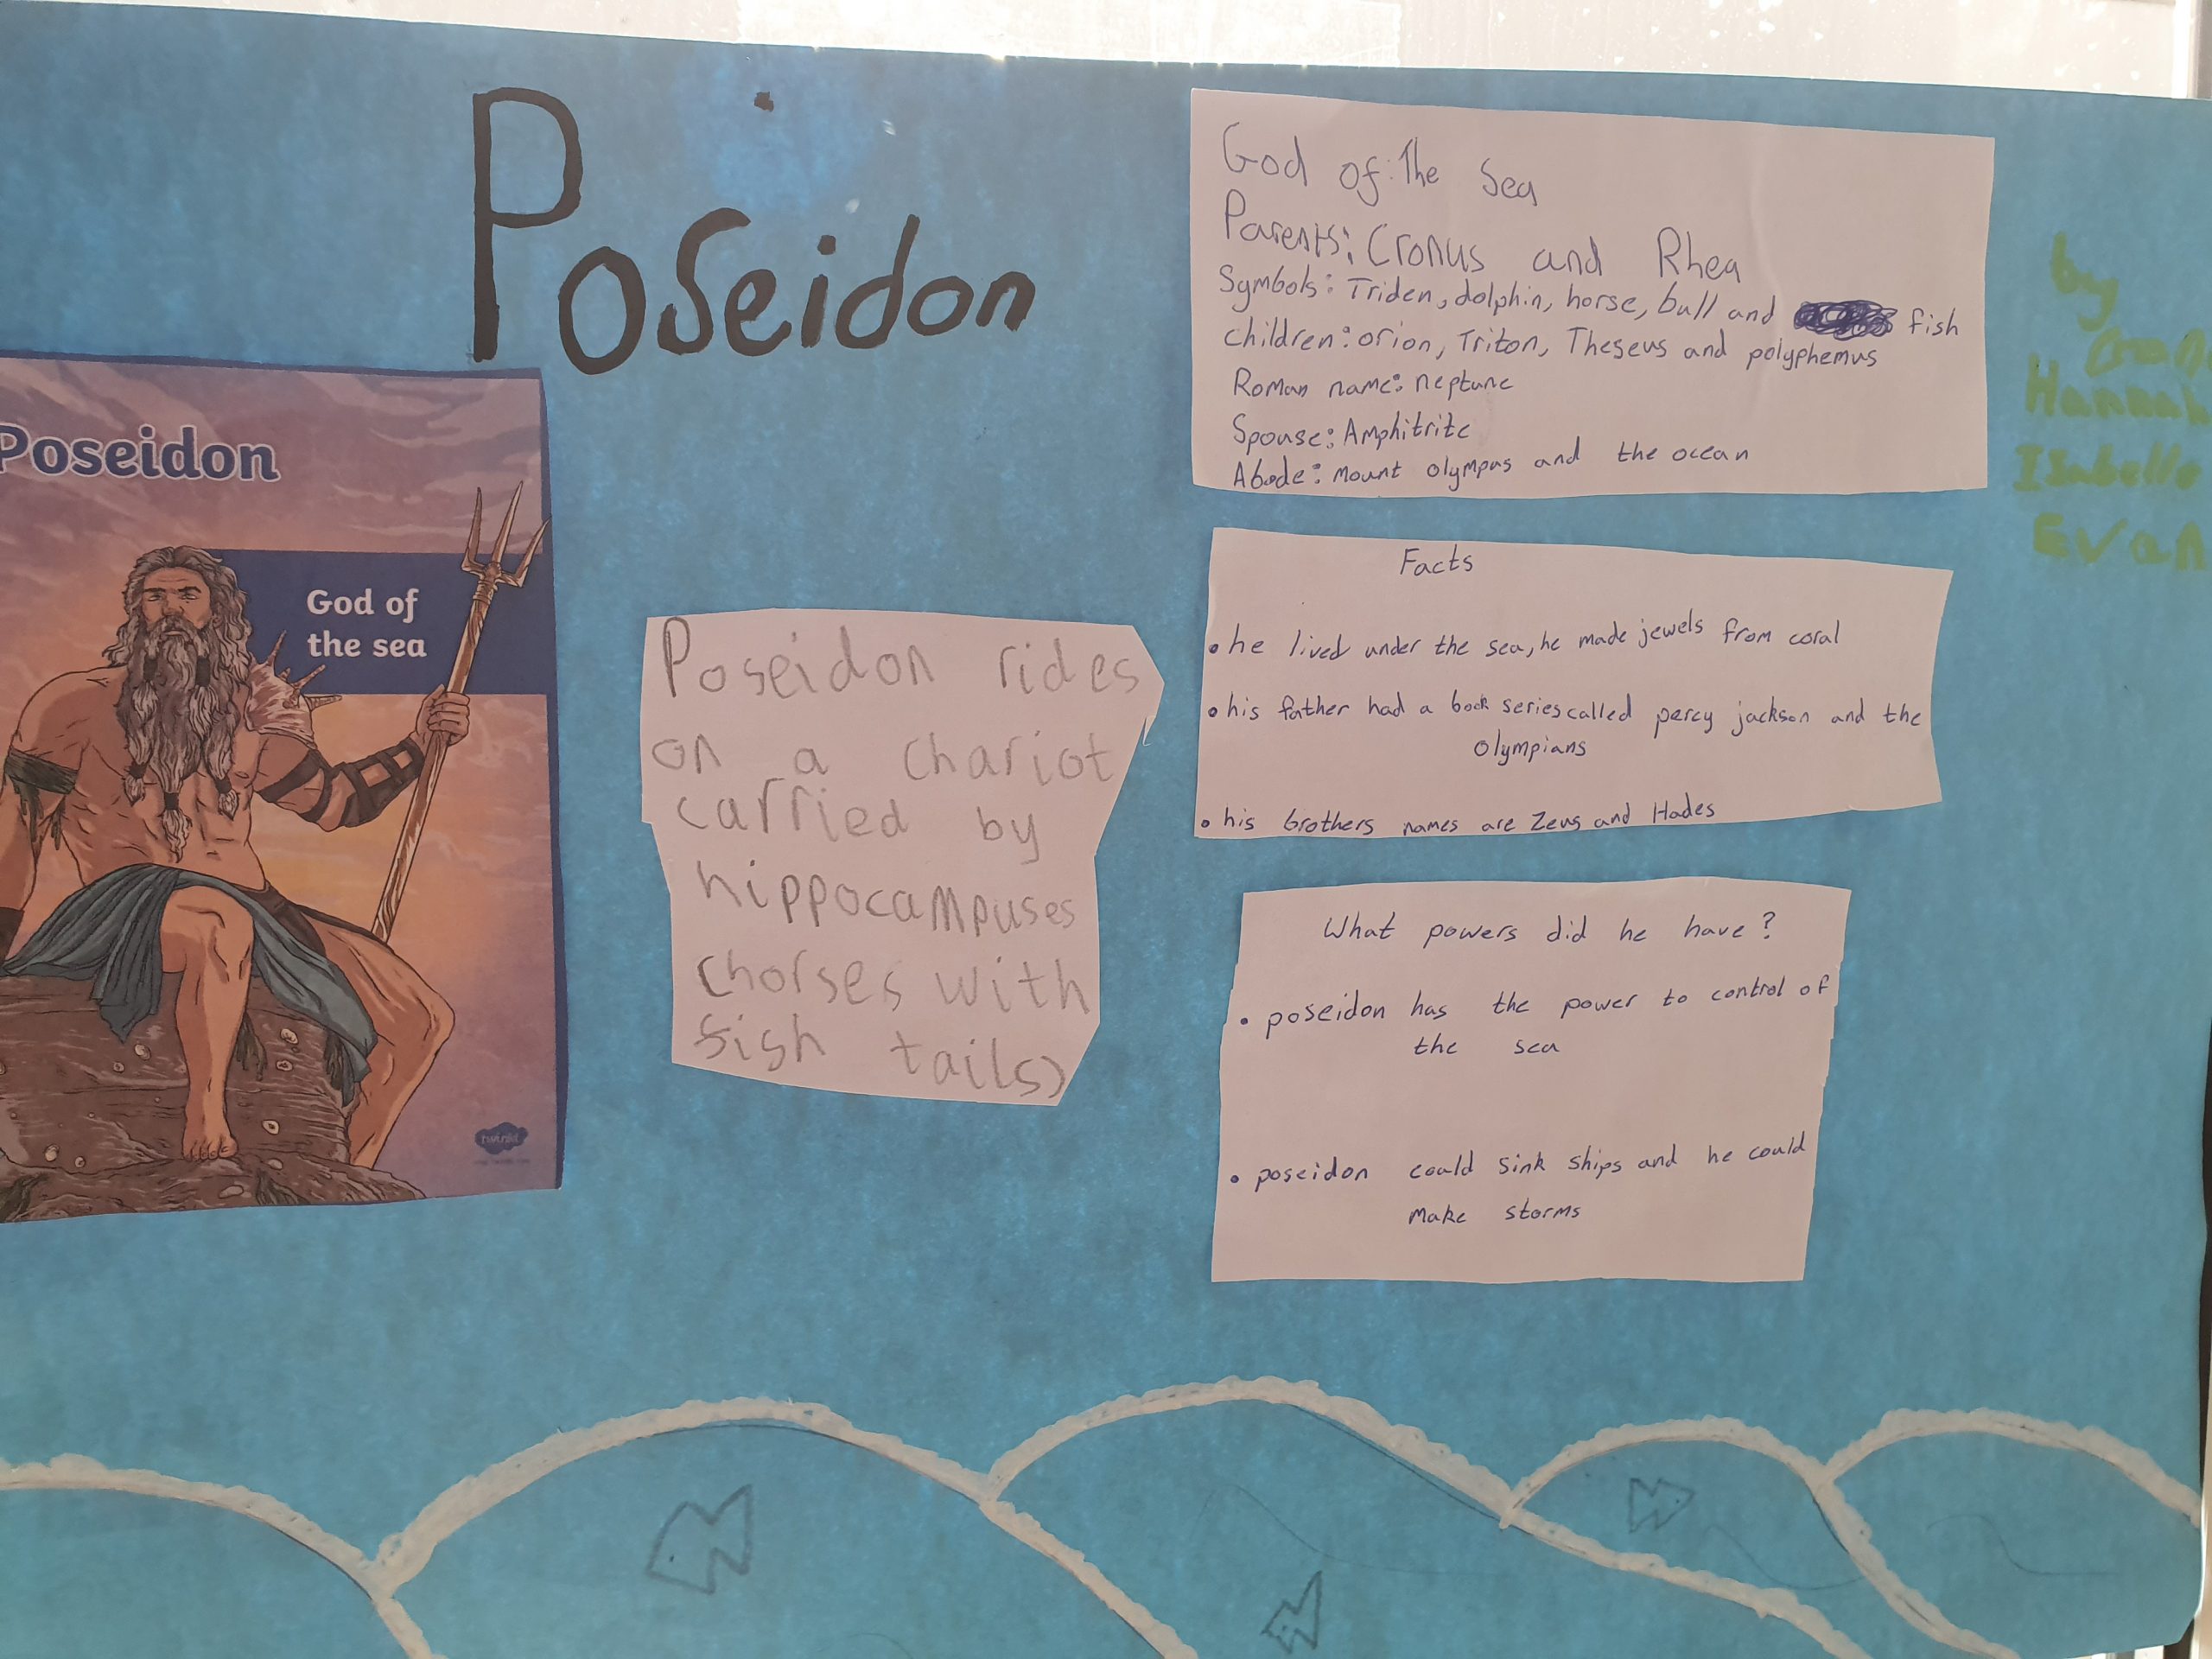 Poseidon
Poseidon
God of
the sea
twinkl
Poseidon rides
on a chariot
carried by
hippocampuses
(horses with
fish tails)
God of the Sea
Parents: Cronus and Rhea
Symbols: Triden, dolphin, horse, bull and fish
children: orion, Triton, Theseus and polyphemus
Roman name: neptune
Spouse: Amphitrite
Abode: mount olympus and the ocean
Facts
• he lived under the sea, he made jewels from coral
• his father had a book series called percy jackson and the
olympians
• his brothers names are Zeus and Hades
What powers did he have?
• poseidon has the power to control of
the sea
• poseidon could sink ships and he could
make storms
by
Hannah
Isabelle
Evan